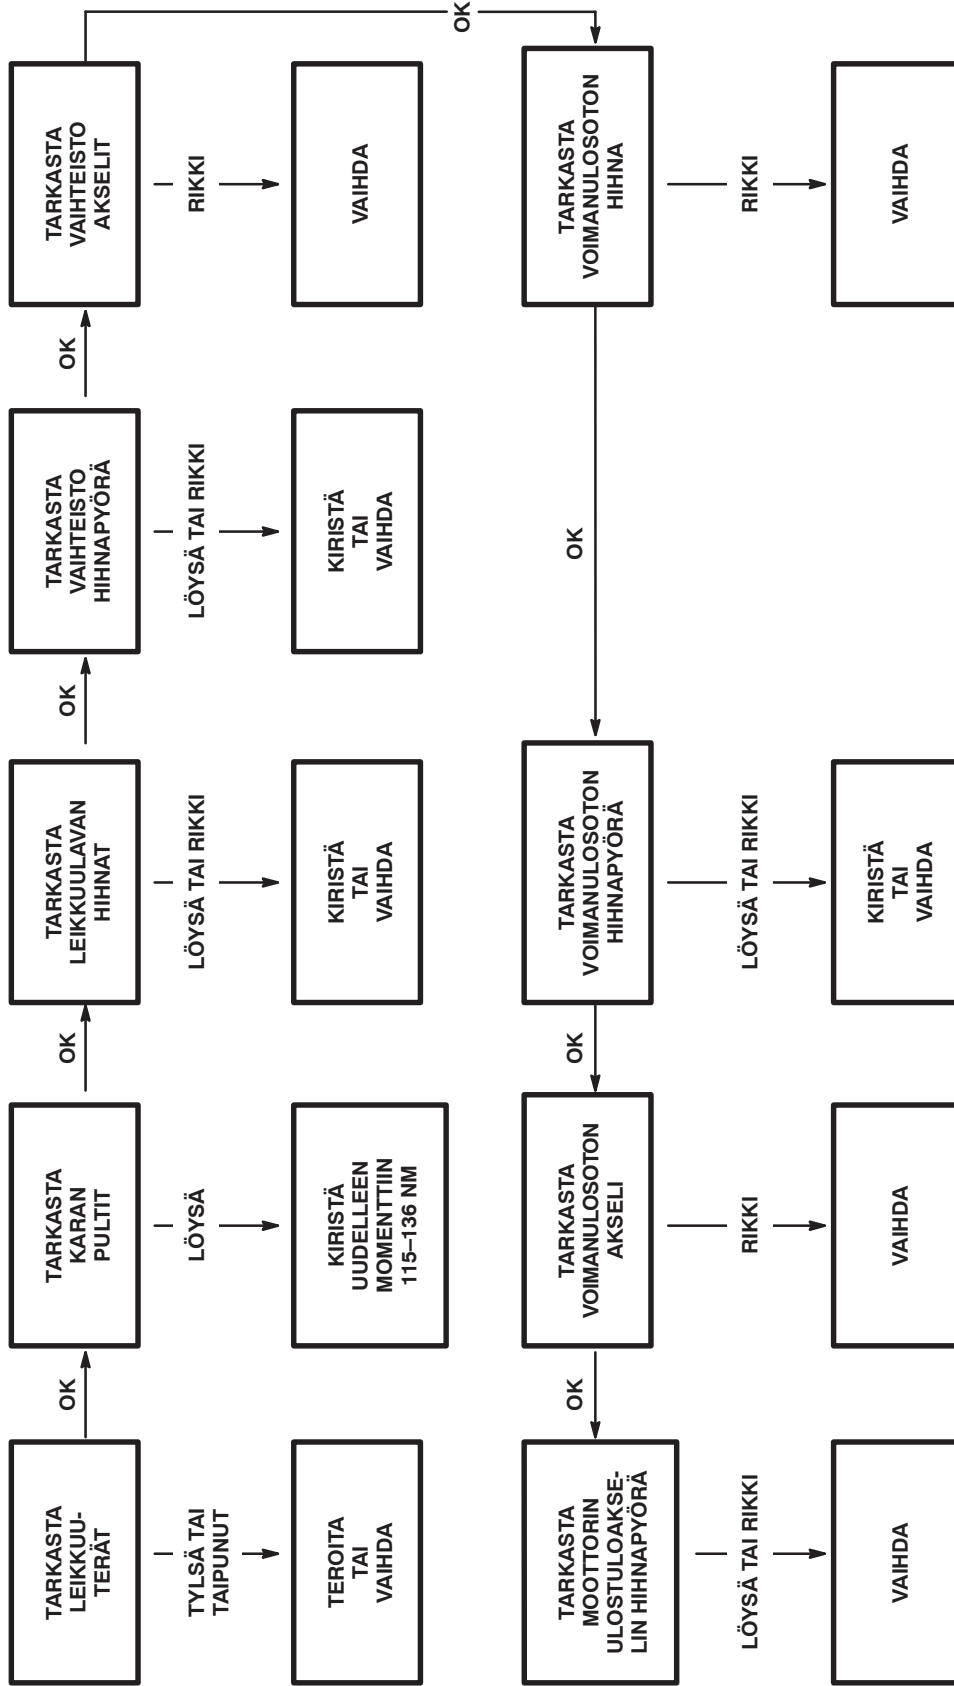 TARKASTA
LEIKKUU-
TERÄT
OK
TARKASTA
KARAN
PULTIT
OK
TARKASTA
LEIKKUULAVAN
HIHNAT
OK
TARKASTA
VAIHTEISTO
HIHNAPYÖRÄ
OK
TARKASTA
VAIHTEISTO
AKSELIT
TYLSÄ TAI
TAIPUNUT
LÖYSÄ
LÖYSÄ TAI RIKKI
LÖYSÄ TAI RIKKI
RIKKI
TEROITA
TAI
VAIHDA
KIRISTÄ
UUDELLEEN
MOMENTTIIN
115–136 NM
KIRISTÄ
TAI
VAIHDA
KIRISTÄ
TAI
VAIHDA
VAIHDA
OK
TARKASTA
MOOTTORIN
ULOSTULOAKSE-
LIN HIHNAPYÖRÄ
OK
TARKASTA
VOIMANULOSOTON
AKSELI
OK
TARKASTA
VOIMANULOSOTON
HIHNAPYÖRÄ
OK
TARKASTA
VOIMANULOSOTON
HIHNA
LÖYSÄ TAI RIKKI
RIKKI
LÖYSÄ TAI RIKKI
RIKKI
VAIHDA
VAIHDA
KIRISTÄ
TAI
VAIHDA
VAIHDA